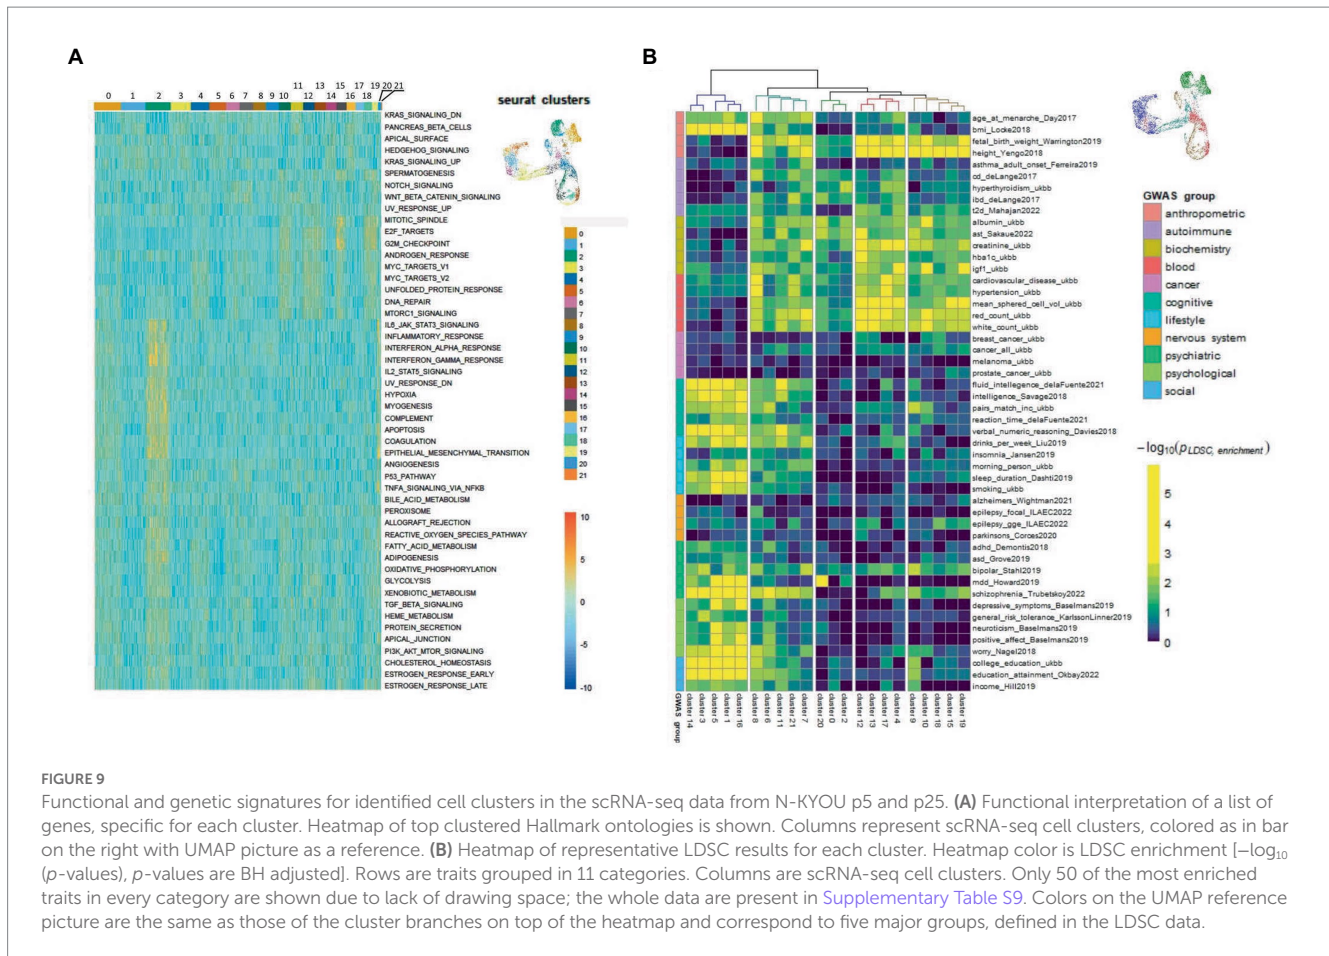 A
B
0 1 2 3 4 5 6 7 8 9 10 11 12 13 14 15 16 17 18 19 20 21
KRAS_SIGNALING_DN
PANCREAS_BETA_CELLS
APICAL_SURFACE
HEDGEHOG_SIGNALING
KRAS_SIGNALING_UP
SPERMATOGENESIS
NOTCH_SIGNALING
WNT_BETA_CATENIN_SIGNALING
UV_RESPONSE_UP
MITOTIC_SPINDLE
E2F_TARGETS
G2M_CHECKPOINT
ANDROGEN_RESPONSE
MYC_TARGETS_V1
MYC_TARGETS_V2
UNFOLDED_PROTEIN_RESPONSE
DNA_REPAIR
MTORC1_SIGNALING
IL6_JAK_STAT3_SIGNALING
INFLAMMATORY_RESPONSE
INTERFERON_ALPHA_RESPONSE
INTERFERON_GAMMA_RESPONSE
IL2_STAT5_SIGNALING
UV_RESPONSE_DN
HYPOXIA
MYOGENESIS
COMPLEMENT
APOPTOSIS
COAGULATION
EPITHELIAL_MESENCHYMAL_TRANSITION
ANGIOGENESIS
P53_PATHWAY
TNFA_SIGNALING_VIA_NFKB
BILE_ACID_METABOLISM
PEROXISOME
ALLOGRAFT_REJECTION
REACTIVE_OXYGEN_SPECIES_PATHWAY
FATTY_ACID_METABOLISM
ADIPOGENESIS
OXIDATIVE_PHOSPHORYLATION
GLYCOLYSIS
XENOBIOTIC_METABOLISM
TGF_BETA_SIGNALING
HEME_METABOLISM
PROTEIN_SECRETION
APICAL_JUNCTION
PI3K_AKT_MTOR_SIGNALING
CHOLESTEROL_HOMEOSTASIS
ESTROGEN_RESPONSE_EARLY
ESTROGEN_RESPONSE_LATE
seurat clusters
0
1
2
3
4
5
6
7
8
9
10
11
12
13
14
15
16
17
18
19
20
21
10
5
0
-5
-10
age_at_menarche_Day2017
bmi_Locke2018
fetal_birth_weight_Warrington2019
height_Yengo2018
asthma_adult_onset_Ferreira2019
cd_deLange2017
hyperthyroidism_ukbb
ibd_deLange2017
t2d_Mahajan2022
albumin_ukbb
ast_Sakaue2022
creatinine_ukbb
hba1c_ukbb
igf1_ukbb
cardiovascular_disease_ukbb
hypertension_ukbb
mean_sphered_cell_vol_ukbb
red_count_ukbb
white_count_ukbb
breast_cancer_ukbb
cancer_all_ukbb
melanoma_ukbb
prostate_cancer_ukbb
fluid_intellegence_delaFuente2021
intelligence_Savage2018
pairs_match_inc_ukbb
reaction_time_delaFuente2021
verbal_numeric_reasoning_Davies2018
drinks_per_week_Liu2019
insomnia_Jansen2019
morning_person_ukbb
sleep_duration_Dashti2019
smoking_ukbb
alzheimers_Wightman2021
epilepsy_focal_ILAEC2022
epilepsy_gge_ILAEC2022
parkinsons_Corces2020
adhd_Demontis2018
asd_Grove2019
bipolar_Stahl2019
mdd_Howard2019
schizophrenia_Trubetskoy2022
depressive_symptoms_Baselmans2019
general_risk_tolerance_KarlssonLinner2019
neuroticism_Baselmans2019
positive_affect_Baselmans2019
worry_Nagel2018
college_education_ukbb
education_attainment_Okbay2022
income_Hill2019
GWAS group
cluster 14
cluster 3
cluster 5
cluster 1
cluster 16
cluster 8
cluster 6
cluster 11
cluster 21
cluster 7
cluster 20
cluster 0
cluster 2
cluster 12
cluster 13
cluster 17
cluster 4
cluster 9
cluster 10
cluster 18
cluster 15
cluster 19
GWAS group
anthropometric
autoimmune
biochemistry
blood
cancer
cognitive
lifestyle
nervous system
psychiatric
psychological
social
−log10(pLDSC, enrichment)
5
4
3
2
1
0
FIGURE 9
Functional and genetic signatures for identified cell clusters in the scRNA-seq data from N-KYOU p5 and p25. (A) Functional interpretation of a list of
genes, specific for each cluster. Heatmap of top clustered Hallmark ontologies is shown. Columns represent scRNA-seq cell clusters, colored as in bar
on the right with UMAP picture as a reference. (B) Heatmap of representative LDSC results for each cluster. Heatmap color is LDSC enrichment [−log10
(p-values), p-values are BH adjusted]. Rows are traits grouped in 11 categories. Columns are scRNA-seq cell clusters. Only 50 of the most enriched
traits in every category are shown due to lack of drawing space; the whole data are present in Supplementary Table S9. Colors on the UMAP reference
picture are the same as those of the cluster branches on top of the heatmap and correspond to five major groups, defined in the LDSC data.